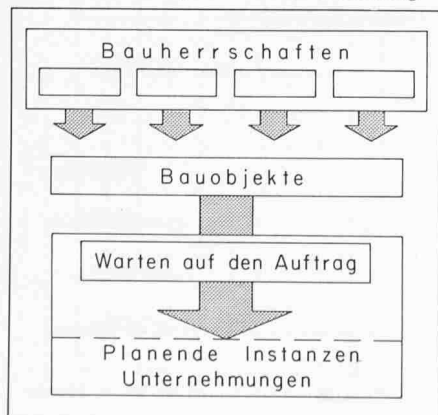 Bauherrschaften
Bauobjekte
Warten auf den Auftrag
Planende Instanzen
Unternehmungen